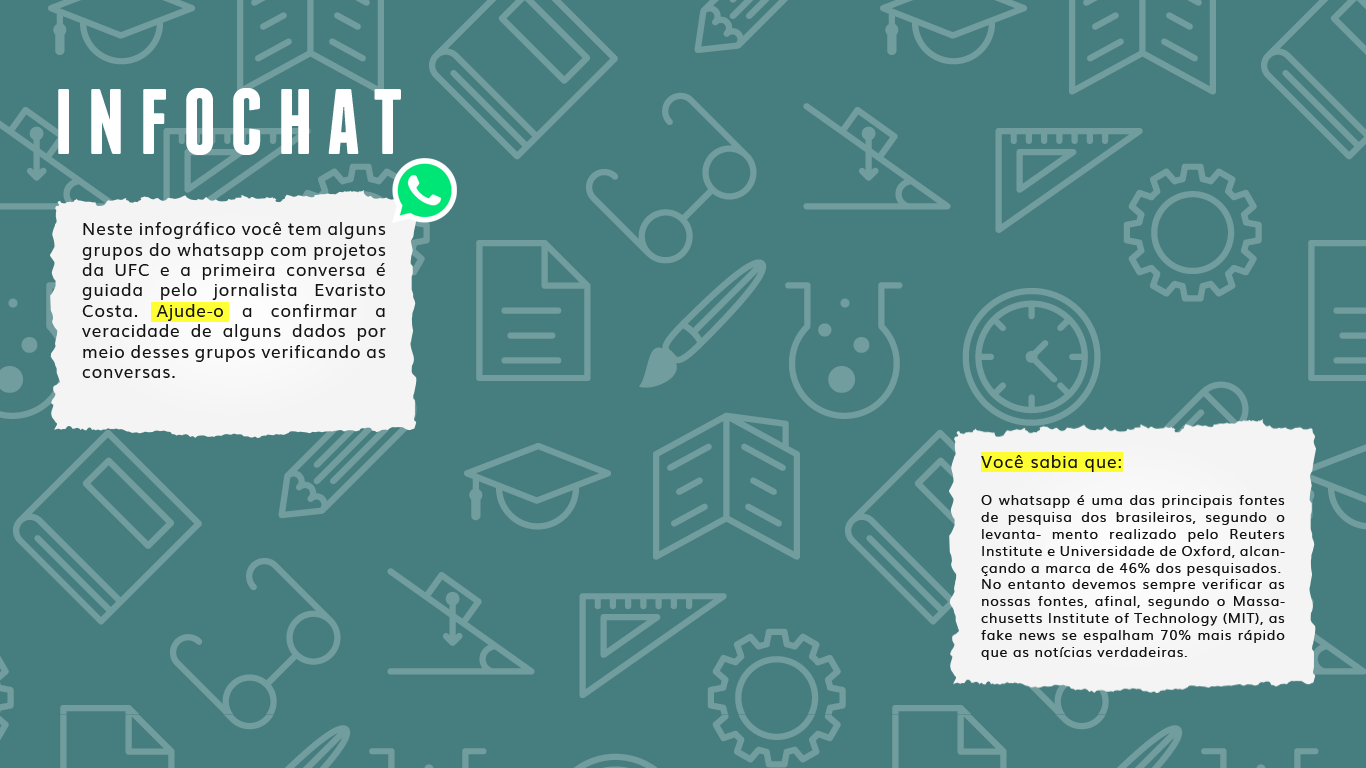 INFOCHAT
Neste infográfico você tem alguns
grupos do whatsapp com projetos
da UFC e a primeira conversa é
guiada pelo jornalista Evaristo
Costa. Ajude-o a confirmar a
veracidade de alguns dados por
meio desses grupos verificando as
conversas.
Você sabia que:
O whatsapp é uma das principais fontes
de pesquisa dos brasileiros, segundo o
levanta- mento realizado pelo Reuters
Institute e Universidade de Oxford, alcan-
çando a marca de 46% dos pesquisados.
No entanto devemos sempre verificar as
nossas fontes, afinal, segundo o Massa-
chusetts Institute of Technology (MIT), as
fake news se espalham 70% mais rápido
que as notícias verdadeiras.